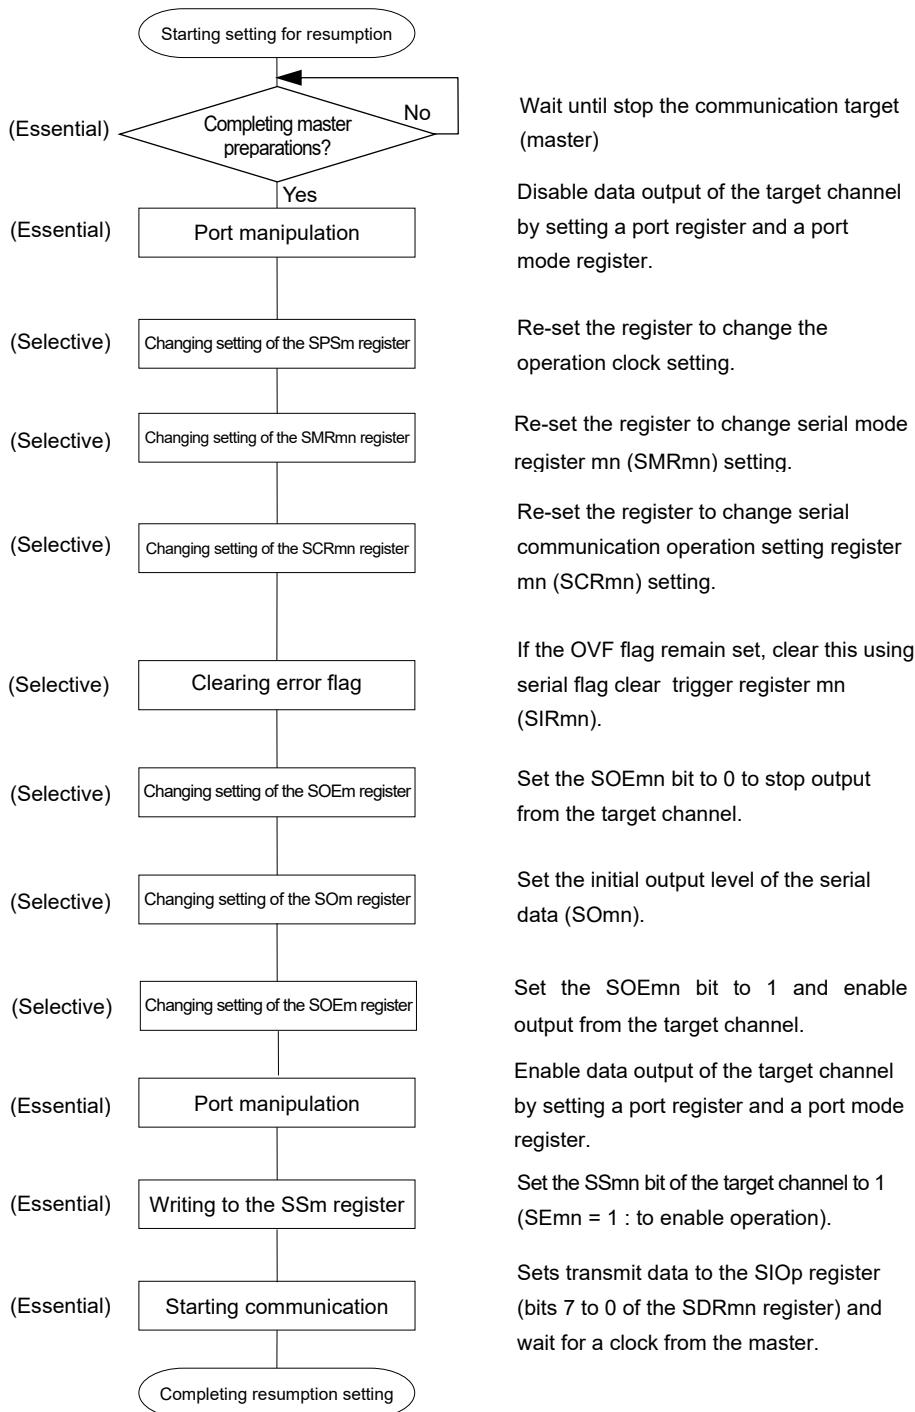 Starting setting for resumption
(Essential)
Completing master
preparations?
No
Wait until stop the communication target
(master)
Yes
(Essential)
Port manipulation
Disable data output of the target channel
by setting a port register and a port
mode register.
(Selective)
Changing setting of the SPSm register
Re-set the register to change the
operation clock setting.
(Selective)
Changing setting of the SMRmn register
Re-set the register to change serial mode
register mn (SMRmn) setting.
(Selective)
Changing setting of the SCRmn register
Re-set the register to change serial
communication operation setting register
mn (SCRmn) setting.
(Selective)
Clearing error flag
If the OVF flag remain set, clear this using
serial flag clear trigger register mn
(SIRmn).
(Selective)
Changing setting of the SOEm register
Set the SOEmn bit to 0 to stop output
from the target channel.
(Selective)
Changing setting of the SOm register
Set the initial output level of the serial
data (SOmn).
(Selective)
Changing setting of the SOEm register
Set the SOEmn bit to 1 and enable
output from the target channel.
(Essential)
Port manipulation
Enable data output of the target channel
by setting a port register and a port mode
register.
(Essential)
Writing to the SSm register
Set the SSmn bit of the target channel to 1
(SEmn = 1 : to enable operation).
(Essential)
Starting communication
Sets transmit data to the SIOp register
(bits 7 to 0 of the SDRmn register) and
wait for a clock from the master.
Completing resumption setting